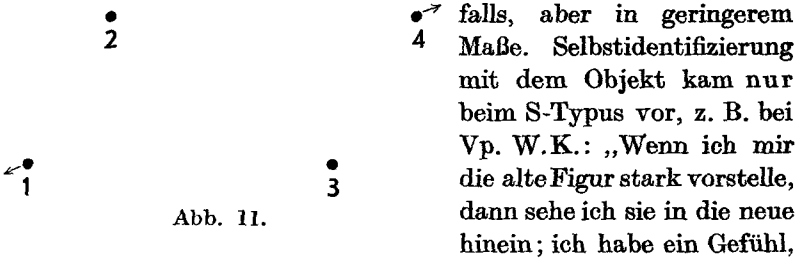 2
4
1
3
Abb. 11.
falls, aber in geringerem
Maße. Selbstidentifizierung
mit dem Objekt kam nur
beim S-Typus vor, z. B. bei
Vp. W. K.: „Wenn ich mir
die alte Figur stark vorstelle,
dann sehe ich sie in die neue
hinein; ich habe ein Gefühl,